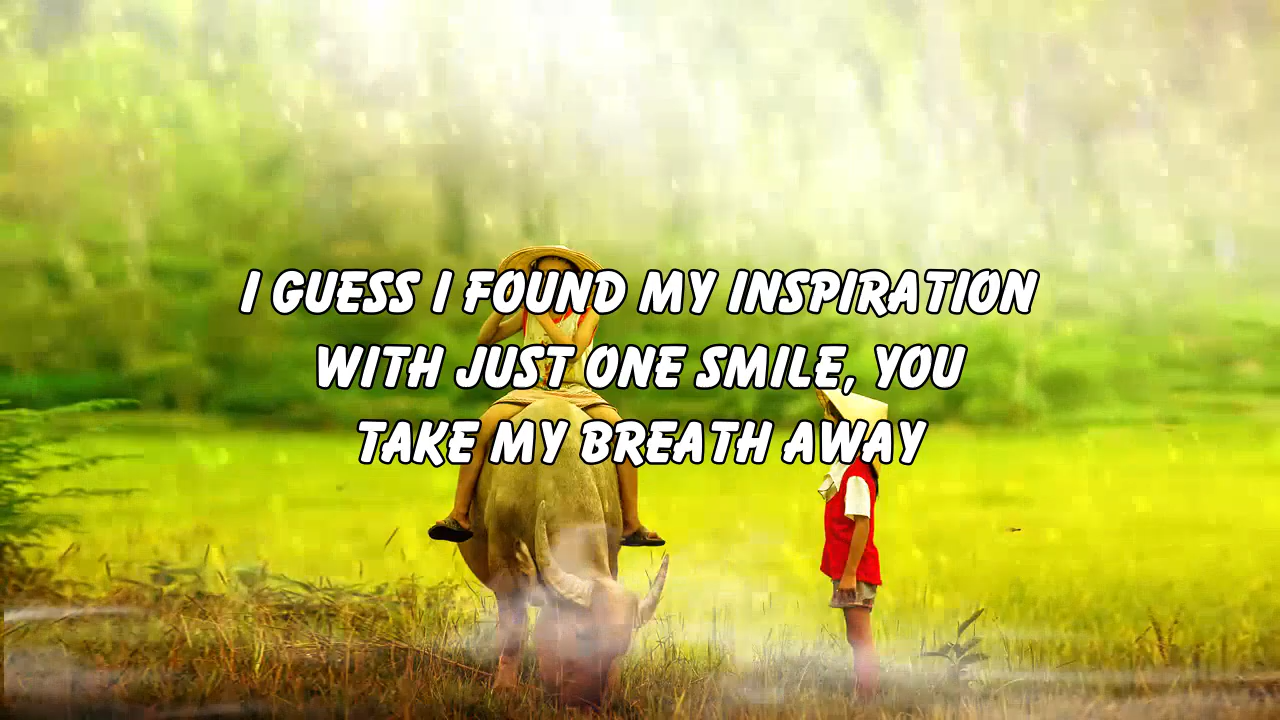 I GUESS I FOUND MY INSPIRATION
WITH JUST ONE SMILE, YOU
TAKE MY BREATH AWAY